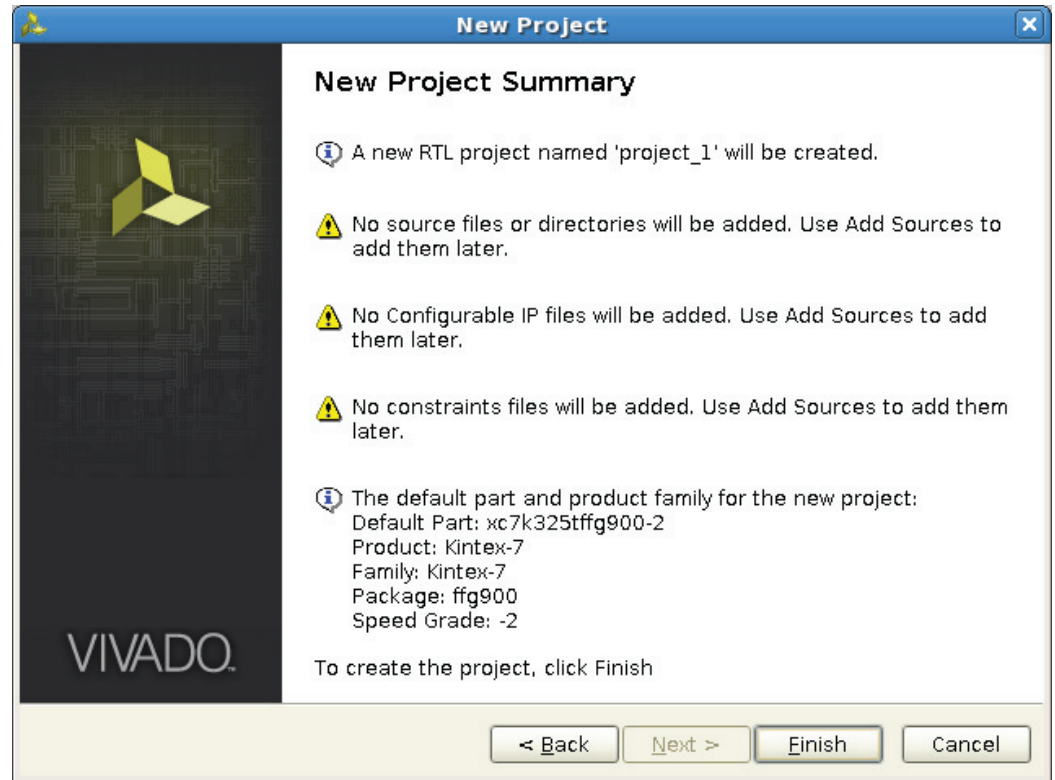 New Project
New Project Summary
A new RTL project named 'project_1' will be created.
No source files or directories will be added. Use Add Sources to
add them later.
No Configurable IP files will be added. Use Add Sources to add
them later.
No constraints files will be added. Use Add Sources to add them
later.
The default part and product family for the new project:
Default Part: xc7k325tffg900-2
Product: Kintex-7
Family: Kintex-7
Package: ffg900
Speed Grade: -2
VIVADO
To create the project, click Finish
< Back Next > Finish Cancel